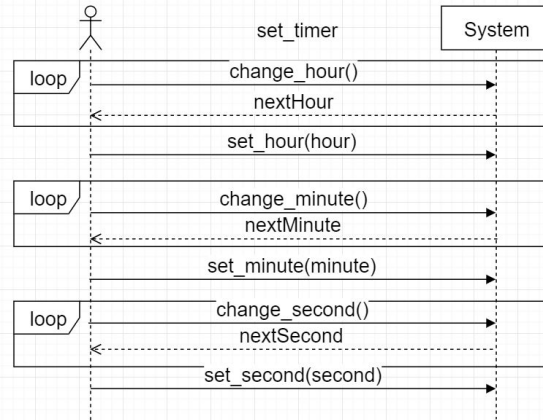 set_timer
System
loop
change_hour()
nextHour
set_hour(hour)
loop
change_minute()
nextMinute
set_minute(minute)
loop
change_second()
nextSecond
set_second(second)